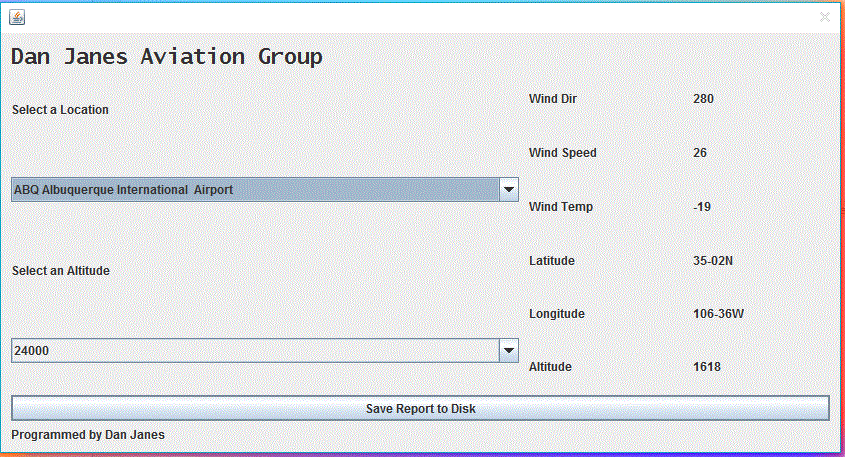 Dan Janes Aviation Group
Select a Location
ABQ Albuquerque International  Airport
Select an Altitude
24000
Wind Dir 280
Wind Speed 26
Wind Temp -19
Latitude 35-02N
Longitude 106-36W
Altitude 1618
Save Report to Disk
Programmed by Dan Janes